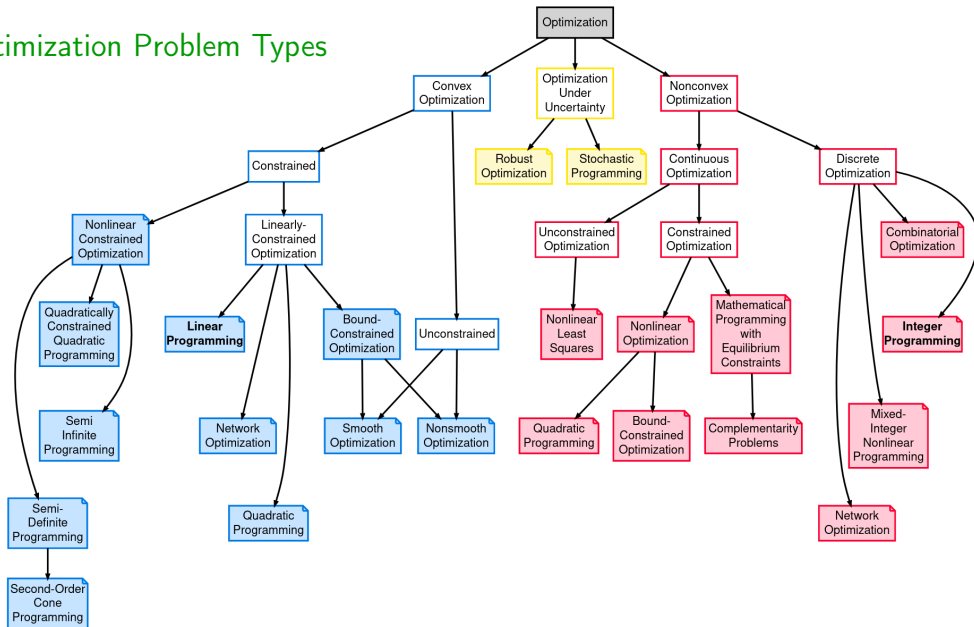 timization Problem Types
Optimization
Convex
Optimization
Optimization
Under
Uncertainty
Nonconvex
Optimization
Robust
Optimization
Stochastic
Programming
Constrained
Continuous
Optimization
Discrete
Optimization
Nonlinear
Constrained
Optimization
Linearly-
Constrained
Optimization
Unconstrained
Optimization
Constrained
Optimization
Combinatorial
Optimization
Quadratically
Constrained
Quadratic
Programming
Linear
Programming
Bound-
Constrained
Optimization
Unconstrained
Nonlinear
Least
Squares
Nonlinear
Optimization
Mathematical
Programming
with
Equilibrium
Constraints
Integer
Programming
Semi
Infinite
Programming
Network
Optimization
Smooth
Optimization
Nonsmooth
Optimization
Quadratic
Programming
Bound-
Constrained
Optimization
Complementarity
Problems
Mixed-
Integer
Nonlinear
Programming
Semi-
Definite
Programming
Quadratic
Programming
Network
Optimization
Second-Order
Cone
Programming